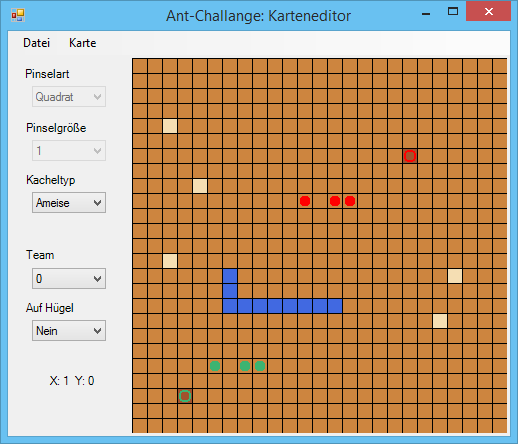 Ant-Challange: Karteneditor
Datei Karte
Pinselart
Quadrat
Pinselgröße
1
Kacheltyp
Ameise
Team
0
Auf Hügel
Nein
X: 1 Y: 0